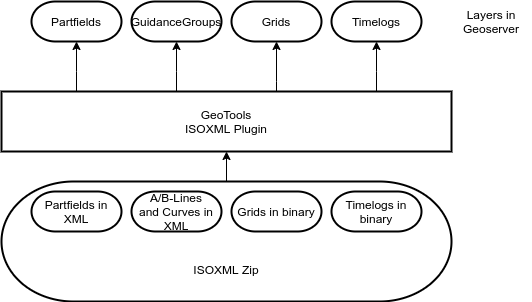 Partfields
GuidanceGroups
Grids
Timelogs
Layers in
Geoserver
GeoTools
ISOXML Plugin
Partfields in
XML
A/B-Lines
and Curves in
XML
Grids in binary
Timelogs in
binary
ISOXML Zip